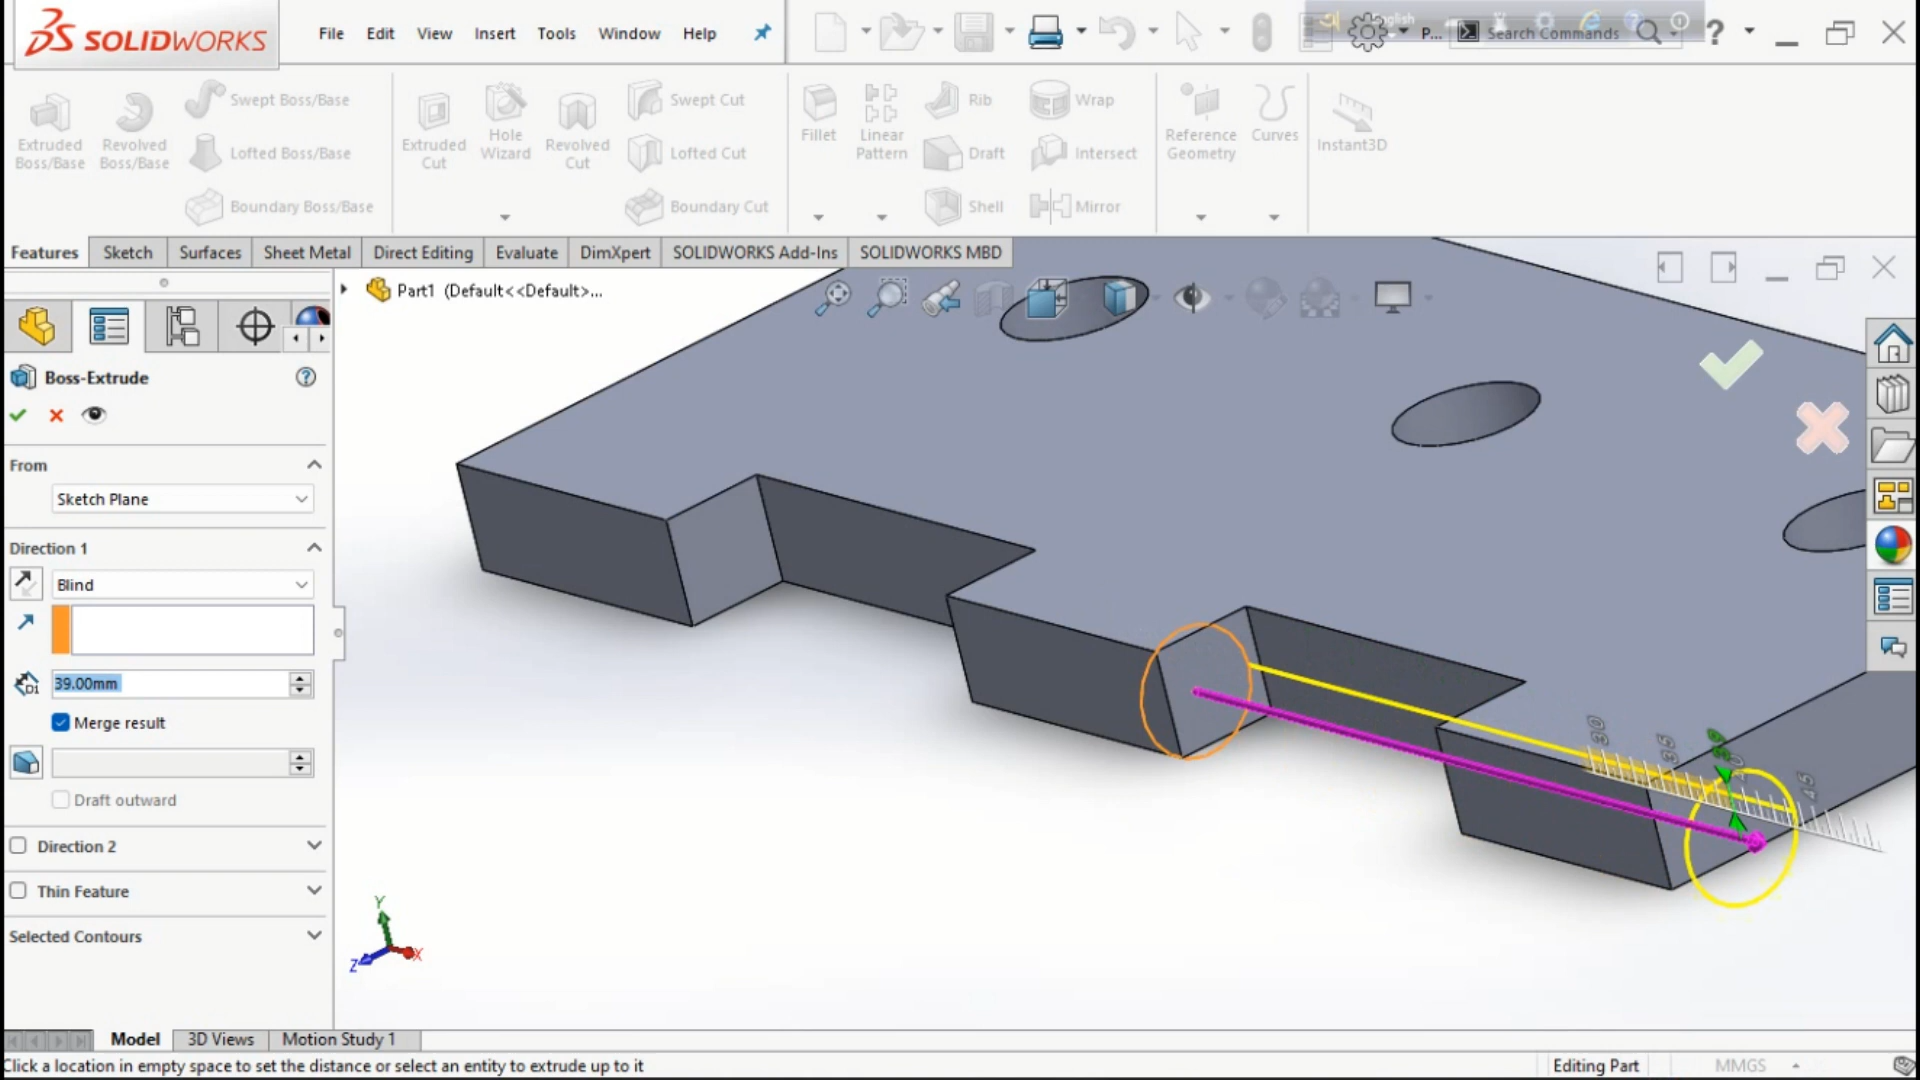 SOLIDWORKS
File Edit View Insert Tools Window Help
P... Search Commands ?
English
Extruded Boss/Base
Revolved Boss/Base
Swept Boss/Base
Lofted Boss/Base
Boundary Boss/Base
Extruded Cut
Hole Wizard
Revolved Cut
Swept Cut
Lofted Cut
Boundary Cut
Fillet
Linear Pattern
Rib
Draft
Shell
Wrap
Intersect
Mirror
Reference Geometry
Curves
Instant3D
Features Sketch Surfaces Sheet Metal Direct Editing Evaluate DimXpert SOLIDWORKS Add-Ins SOLIDWORKS MBD
Part1 (Default<<Default>...
Boss-Extrude
From
Sketch Plane
Direction 1
Blind
D1
39.00mm
Merge result
Draft outward
Direction 2
Thin Feature
Selected Contours
30
35
39
45
Y
Z
X
Model 3D Views Motion Study 1
Click a location in empty space to set the distance or select an entity to extrude up to it
Editing Part MMGS